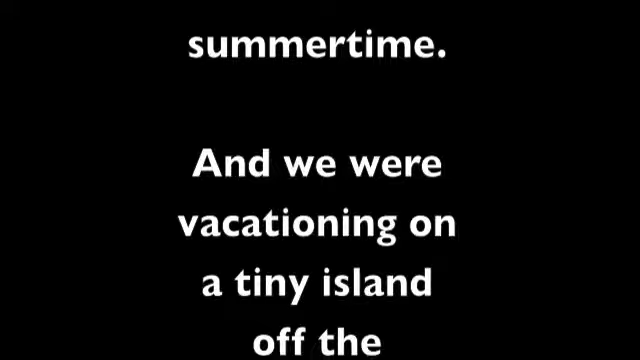 summertime.
And we were
vacationing on
a tiny island
off the